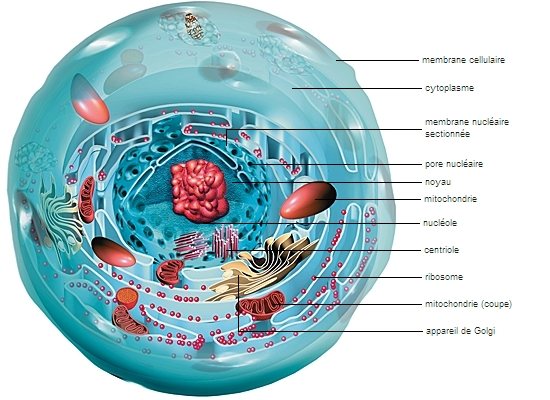 membrane cellulaire
cytoplasme
membrane nucléaire
sectionnée
pore nucléaire
noyau
mitochondrie
nucléole
centriole
ribosome
mitochondrie (coupe)
appareil de Golgi